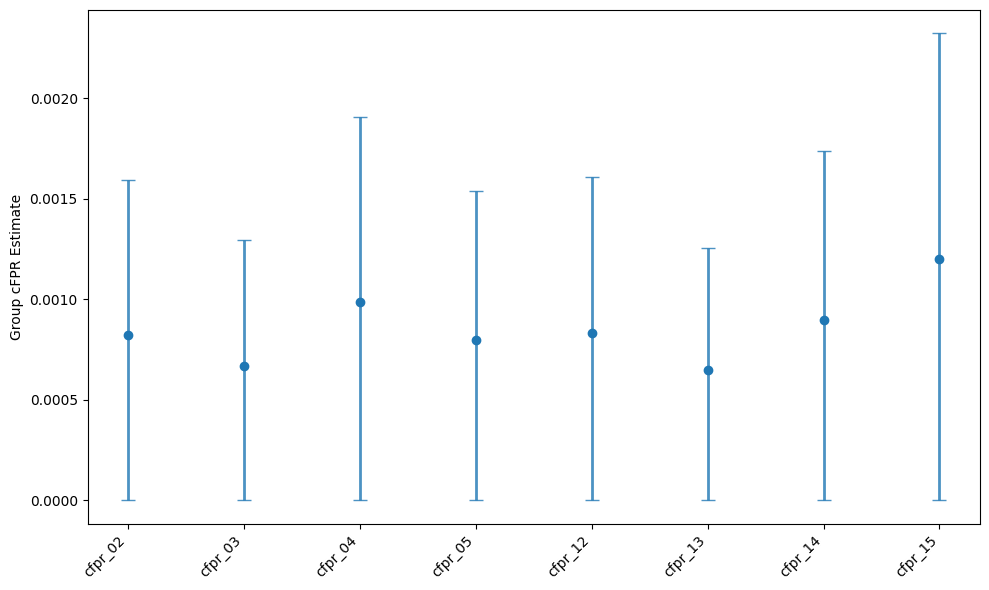 Group cFPR Estimate
0.0020
0.0015
0.0010
0.0005
0.0000
cfpr_02
cfpr_03
cfpr_04
cfpr_05
cfpr_12
cfpr_13
cfpr_14
cfpr_15